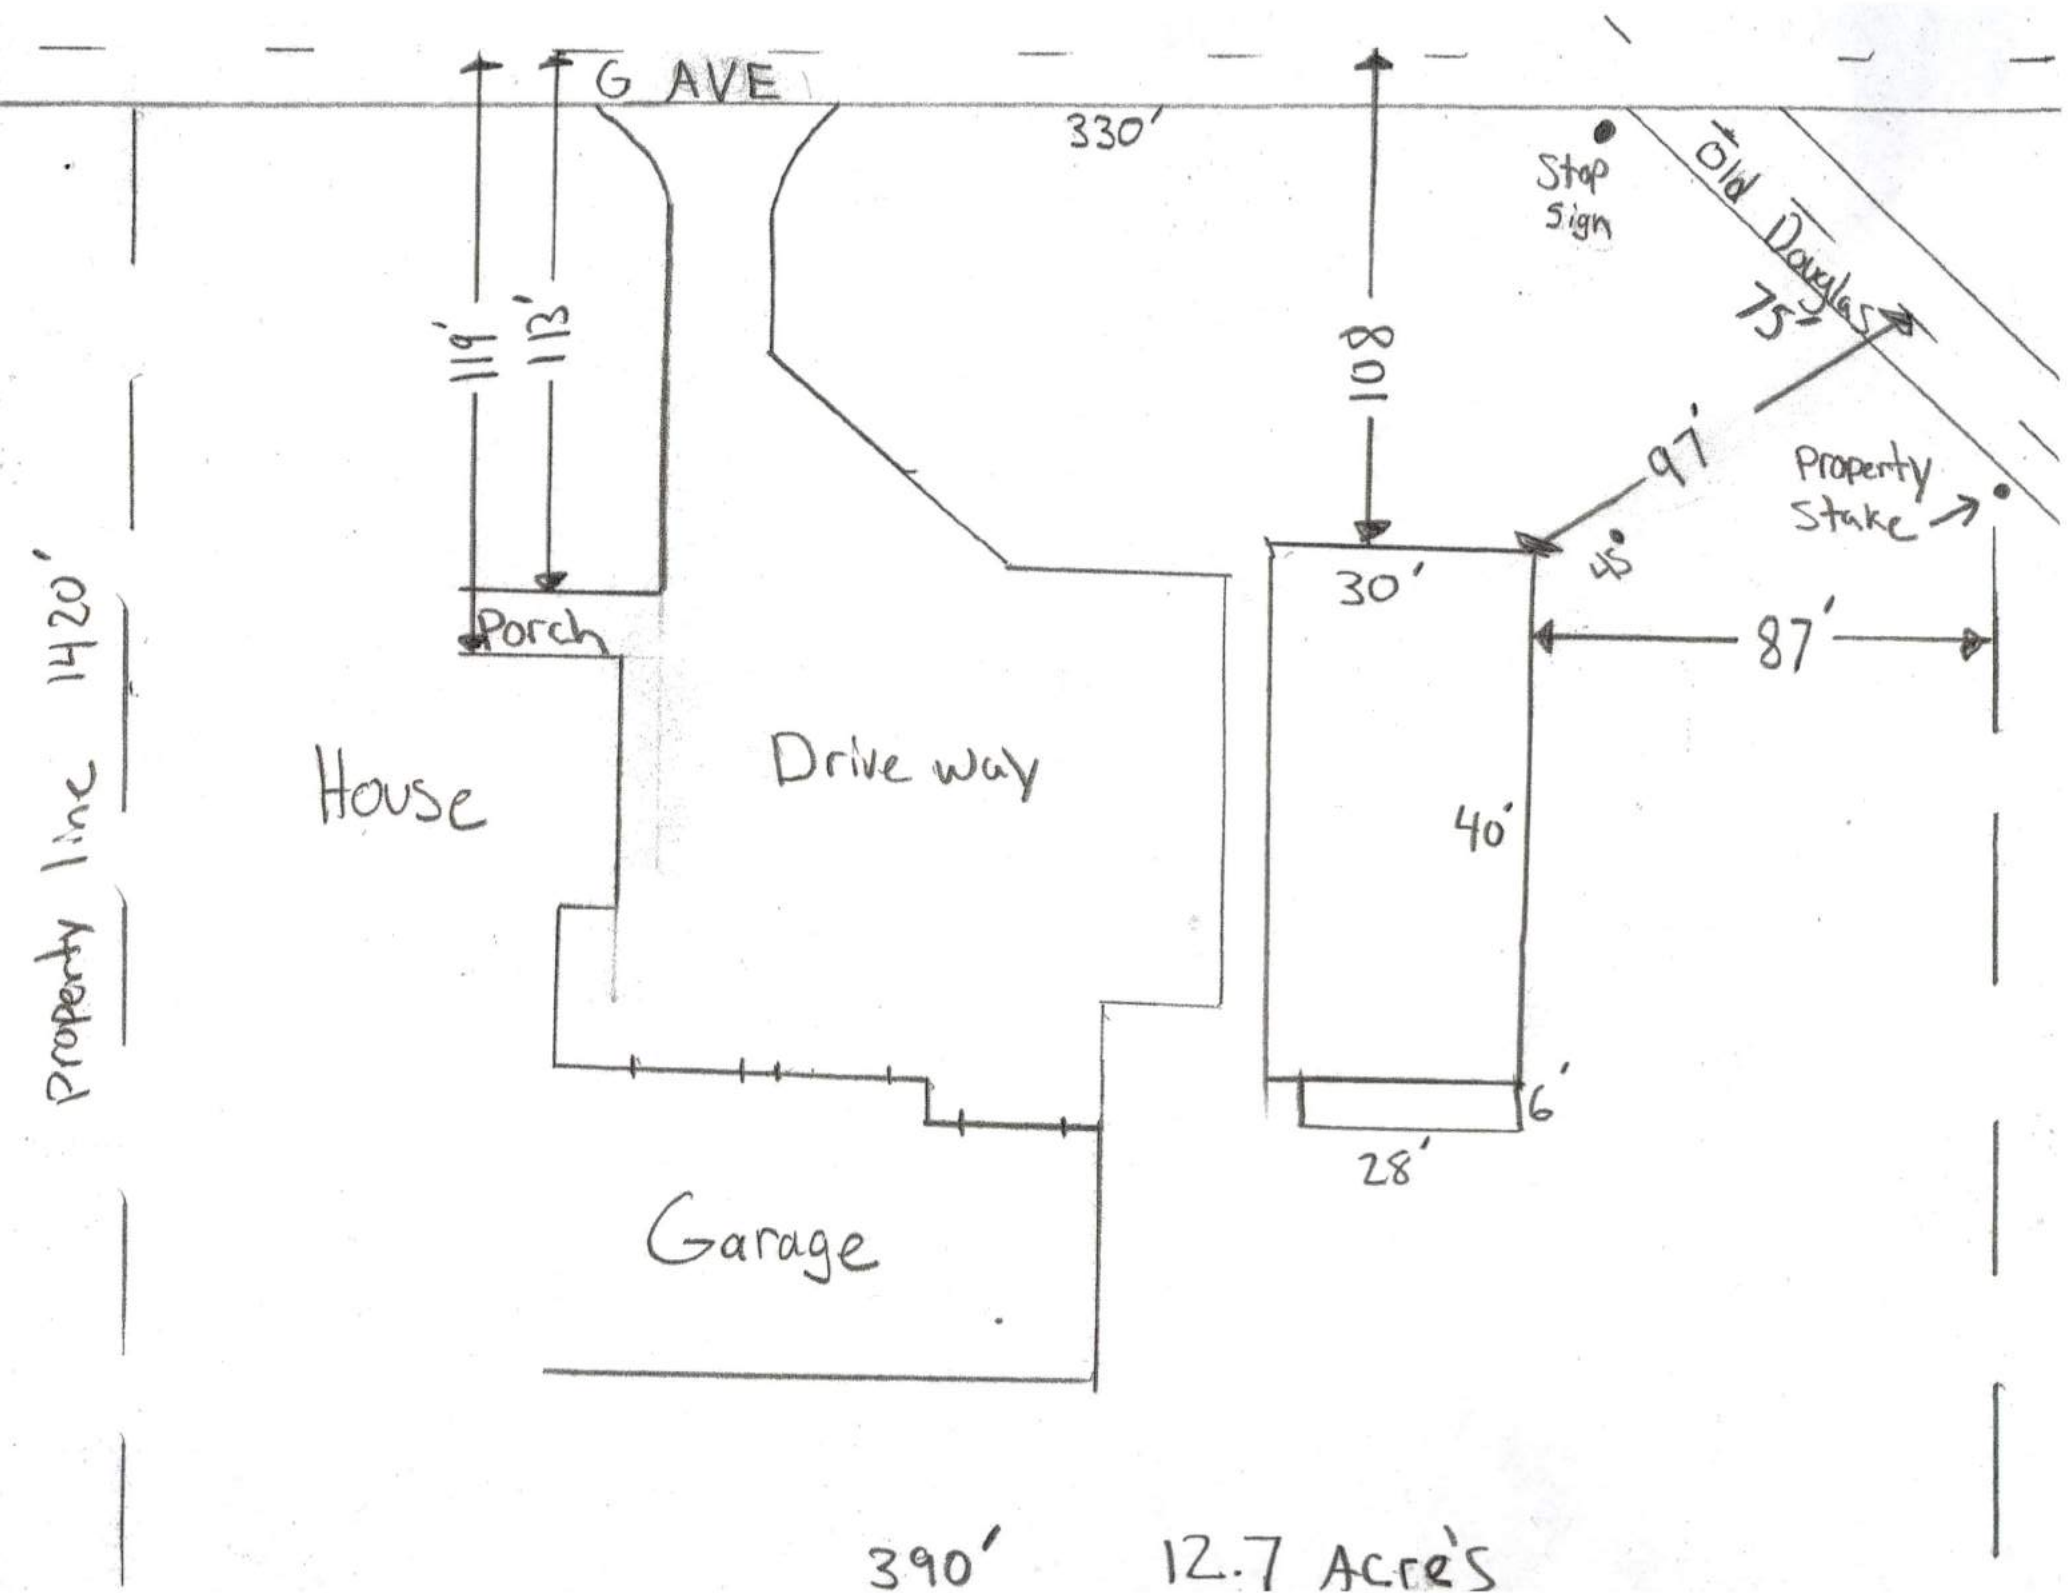 G AVE
330'
Stop
Sign
Old Douglas
75'
119'
113'
108
97'
45°
Property
Stake
30'
Porch
87'
Property line 1420'
House
Drive way
40'
6'
28'
Garage
390'
12.7 Acre's